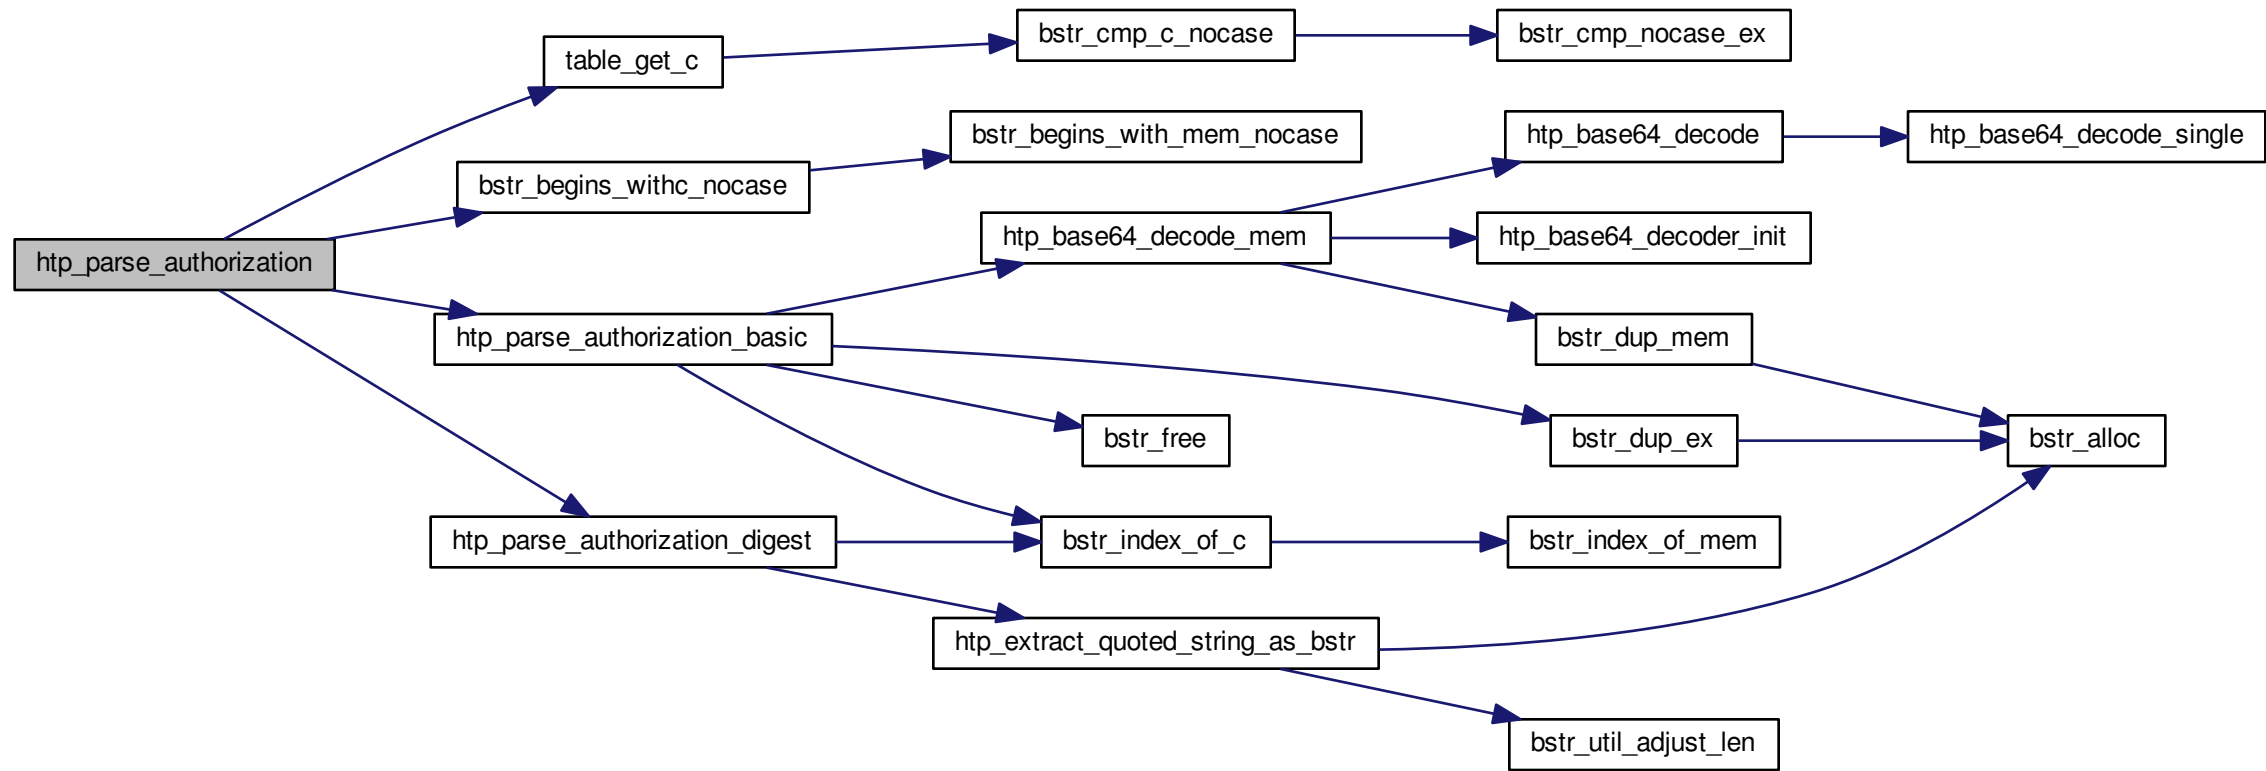 htp_parse_authorization
table_get_c
bstr_cmp_c_nocase
bstr_cmp_nocase_ex
bstr_begins_withc_nocase
bstr_begins_with_mem_nocase
htp_parse_authorization_basic
htp_base64_decode_mem
htp_base64_decode
htp_base64_decode_single
htp_base64_decoder_init
bstr_dup_mem
bstr_free
bstr_dup_ex
bstr_alloc
htp_parse_authorization_digest
bstr_index_of_c
bstr_index_of_mem
htp_extract_quoted_string_as_bstr
bstr_util_adjust_len